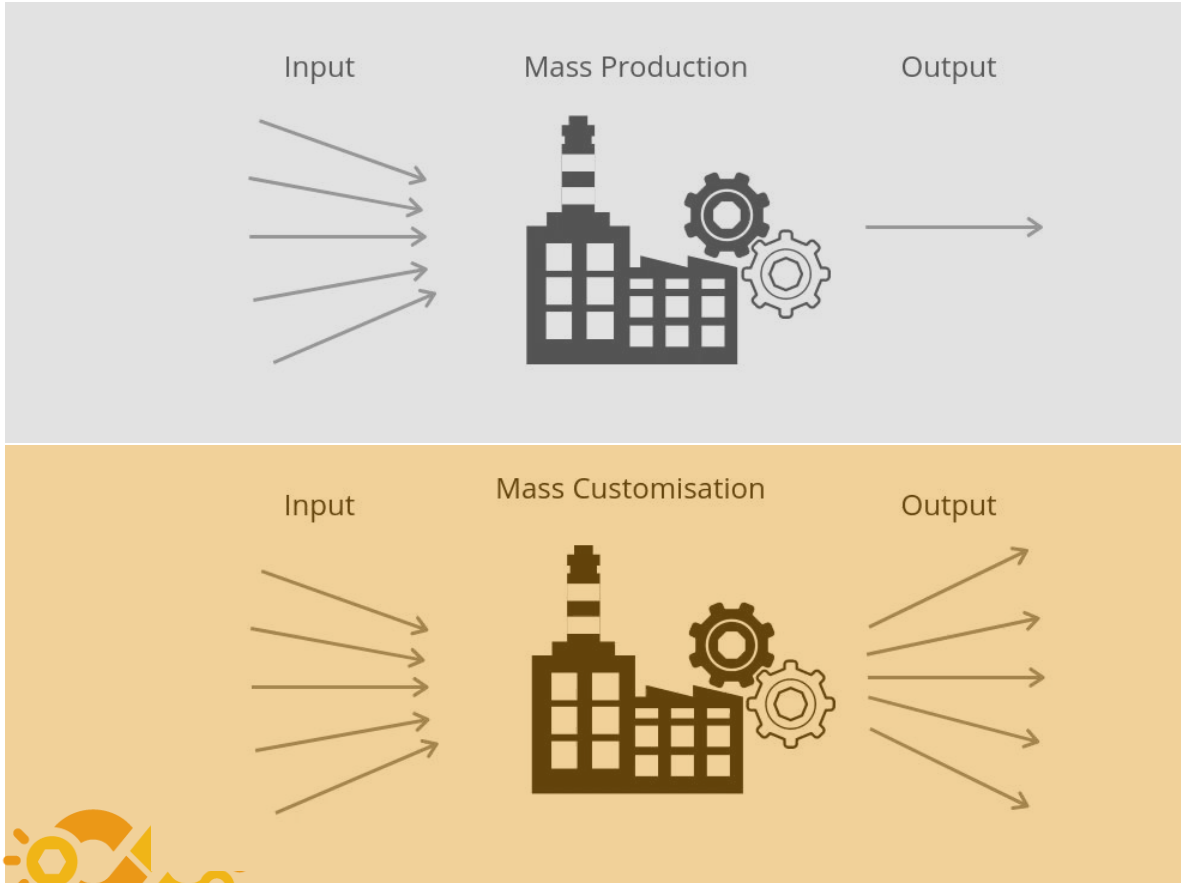 Input
Mass Production
Output
Mass Customisation
Input
Output